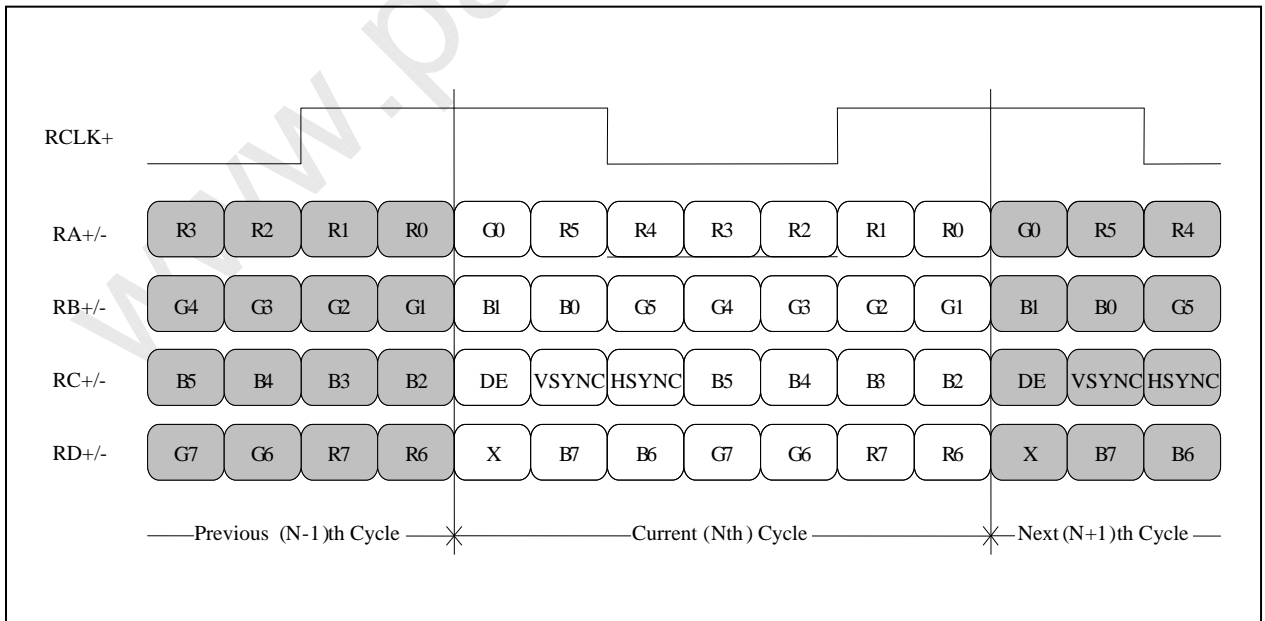 www.pa
RCLK+
RA+/- R3 R2 R1 R0 G0 R5 R4 R3 R2 R1 R0 G0 R5 R4
RB+/- G4 G3 G2 G1 B1 B0 G5 G4 G3 G2 G1 B1 B0 G5
RC+/- B5 B4 B3 B2 DE VSYNC HSYNC B5 B4 B3 B2 DE VSYNC HSYNC
RD+/- G7 G6 R7 R6 X B7 B6 G7 G6 R7 R6 X B7 B6
Previous (N-1)th Cycle Current (Nth) Cycle Next (N+1)th Cycle